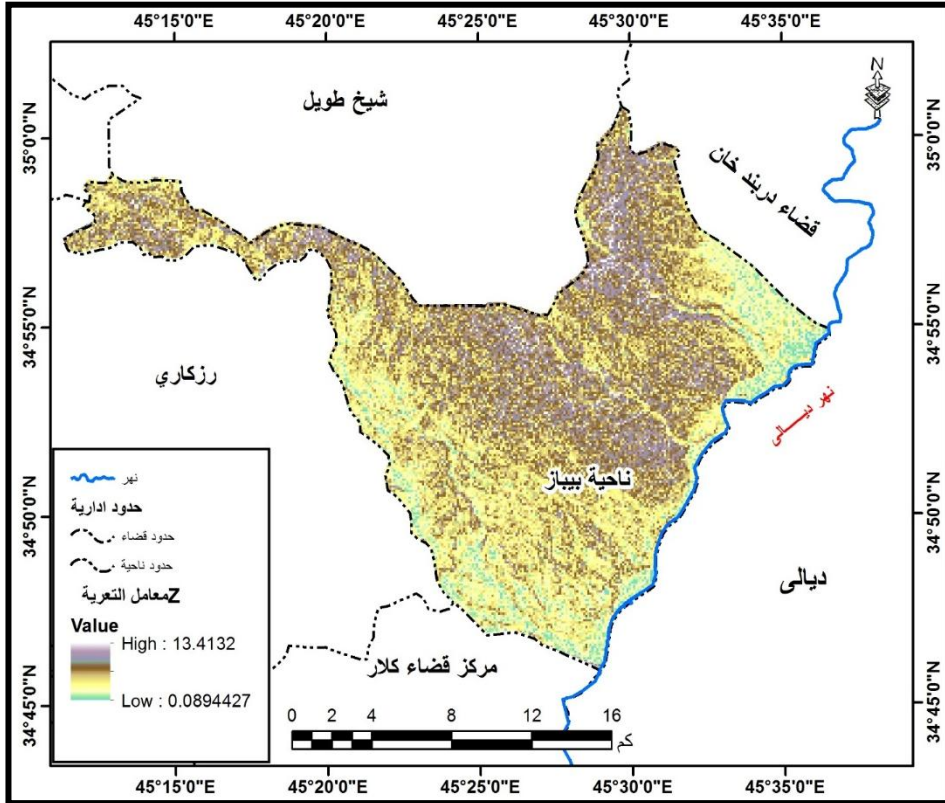 45°15'0"E
45°20'0"E
45°25'0"E
45°30'0"E
45°35'0"E
N
شيخ طويل
قضاء دربند خان
35°0'0"N
35°0'0"N
34°55'0"N
34°55'0"N
رزكاري
نهر ديـــالى
ناحية بيباز
34°50'0"N
34°50'0"N
ديالى
نهر
حدود ادارية
حدود قضاء
حدود ناحية
Zمعامل التعرية
Value
High : 13.4132
Low : 0.0894427
مركز قضاء كلار
34°45'0"N
34°45'0"N
0 2 4 8 12 16
كم
45°15'0"E
45°20'0"E
45°25'0"E
45°30'0"E
45°35'0"E